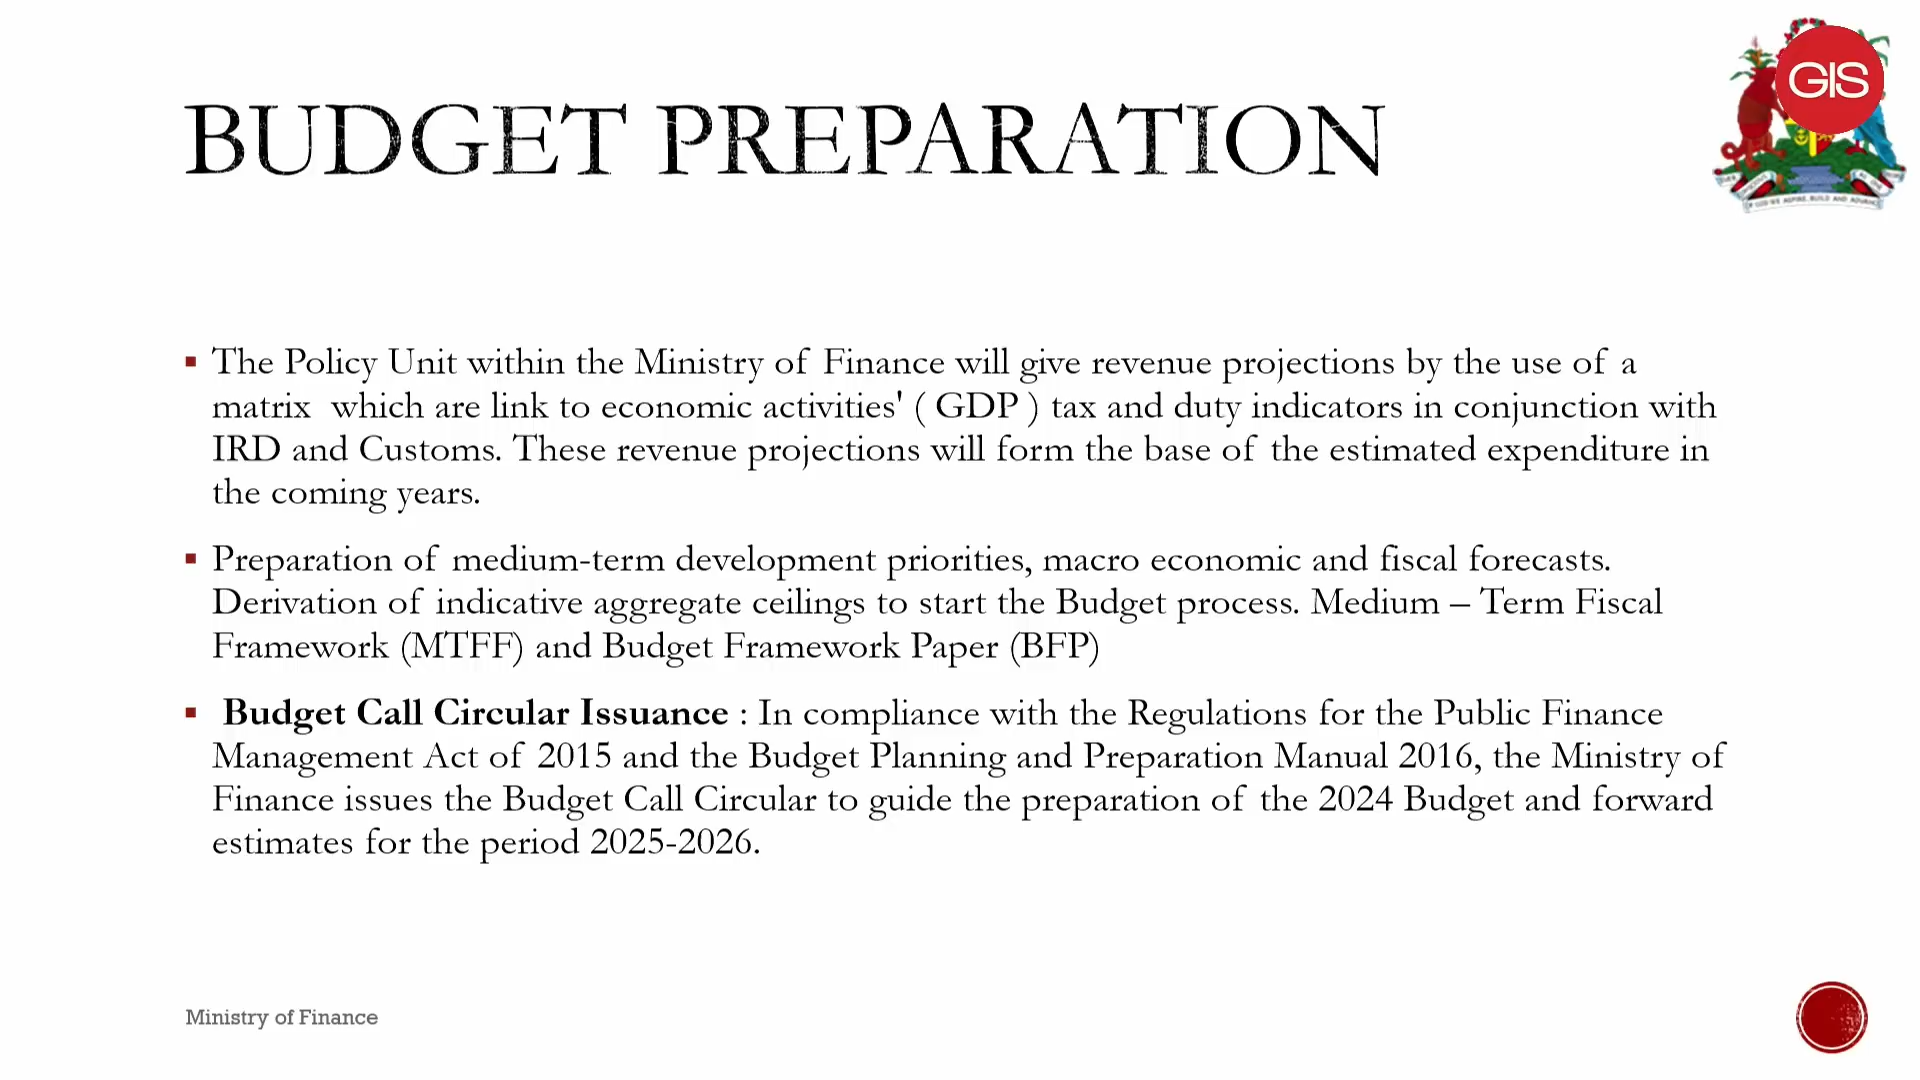 GIS
BUDGET PREPARATION
▪ The Policy Unit within the Ministry of Finance will give revenue projections by the use of a
matrix which are link to economic activities' ( GDP ) tax and duty indicators in conjunction with
IRD and Customs. These revenue projections will form the base of the estimated expenditure in
the coming years.
▪ Preparation of medium-term development priorities, macro economic and fiscal forecasts.
Derivation of indicative aggregate ceilings to start the Budget process. Medium – Term Fiscal
Framework (MTFF) and Budget Framework Paper (BFP)
▪ Budget Call Circular Issuance : In compliance with the Regulations for the Public Finance
Management Act of 2015 and the Budget Planning and Preparation Manual 2016, the Ministry of
Finance issues the Budget Call Circular to guide the preparation of the 2024 Budget and forward
estimates for the period 2025-2026.
Ministry of Finance